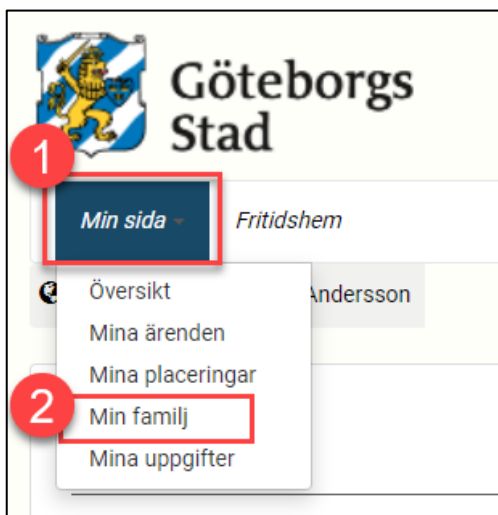 Göteborgs
Stad
1
Min sida
Fritidshem
Översikt
Andersson
Mina ärenden
Mina placeringar
2
Min familj
Mina uppgifter